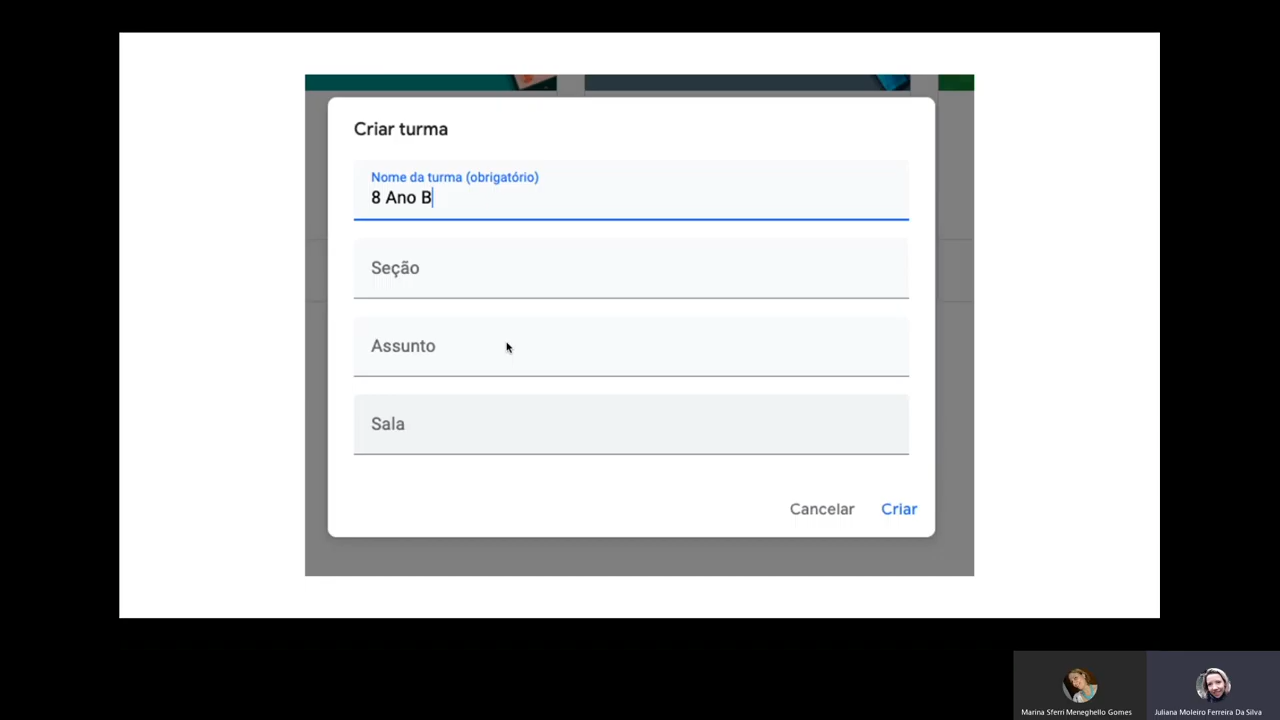 Criar turma
Nome da turma (obrigatório)
8 Ano B
Seção
Assunto
Sala
Cancelar Criar
Marina Sferri Meneghello Gomes
Juliana Moleiro Ferreira Da Silva